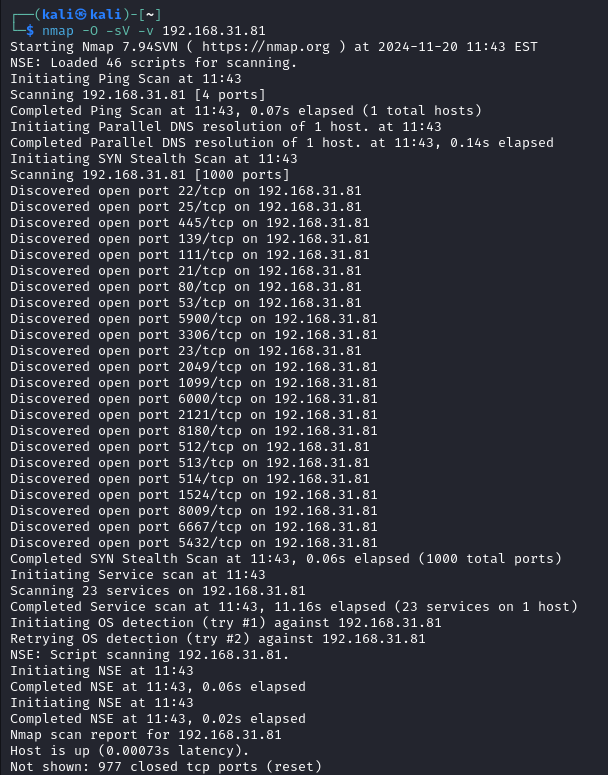 ┌──(kali㉿kali)-[~]
└─$ nmap -O -sV -v 192.168.31.81
Starting Nmap 7.94SVN ( https://nmap.org ) at 2024-11-20 11:43 EST
NSE: Loaded 46 scripts for scanning.
Initiating Ping Scan at 11:43
Scanning 192.168.31.81 [4 ports]
Completed Ping Scan at 11:43, 0.07s elapsed (1 total hosts)
Initiating Parallel DNS resolution of 1 host. at 11:43
Completed Parallel DNS resolution of 1 host. at 11:43, 0.14s elapsed
Initiating SYN Stealth Scan at 11:43
Scanning 192.168.31.81 [1000 ports]
Discovered open port 22/tcp on 192.168.31.81
Discovered open port 25/tcp on 192.168.31.81
Discovered open port 445/tcp on 192.168.31.81
Discovered open port 139/tcp on 192.168.31.81
Discovered open port 111/tcp on 192.168.31.81
Discovered open port 21/tcp on 192.168.31.81
Discovered open port 80/tcp on 192.168.31.81
Discovered open port 53/tcp on 192.168.31.81
Discovered open port 5900/tcp on 192.168.31.81
Discovered open port 3306/tcp on 192.168.31.81
Discovered open port 23/tcp on 192.168.31.81
Discovered open port 2049/tcp on 192.168.31.81
Discovered open port 1099/tcp on 192.168.31.81
Discovered open port 6000/tcp on 192.168.31.81
Discovered open port 2121/tcp on 192.168.31.81
Discovered open port 8180/tcp on 192.168.31.81
Discovered open port 512/tcp on 192.168.31.81
Discovered open port 513/tcp on 192.168.31.81
Discovered open port 514/tcp on 192.168.31.81
Discovered open port 1524/tcp on 192.168.31.81
Discovered open port 8009/tcp on 192.168.31.81
Discovered open port 6667/tcp on 192.168.31.81
Discovered open port 5432/tcp on 192.168.31.81
Completed SYN Stealth Scan at 11:43, 0.06s elapsed (1000 total ports)
Initiating Service scan at 11:43
Scanning 23 services on 192.168.31.81
Completed Service scan at 11:43, 11.16s elapsed (23 services on 1 host)
Initiating OS detection (try #1) against 192.168.31.81
Retrying OS detection (try #2) against 192.168.31.81
NSE: Script scanning 192.168.31.81.
Initiating NSE at 11:43
Completed NSE at 11:43, 0.06s elapsed
Initiating NSE at 11:43
Completed NSE at 11:43, 0.02s elapsed
Nmap scan report for 192.168.31.81
Host is up (0.00073s latency).
Not shown: 977 closed tcp ports (reset)